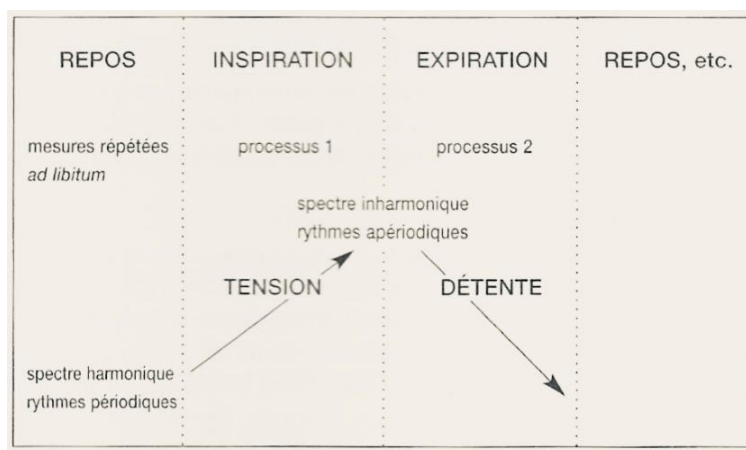 REPOS
INSPIRATION
EXPIRATION
REPOS, etc.
mesures répétées
ad libitum
processus 1
processus 2
spectre inharmonique
rythmes apériodiques
TENSION
DÉTENTE
spectre harmonique
rythmes périodiques